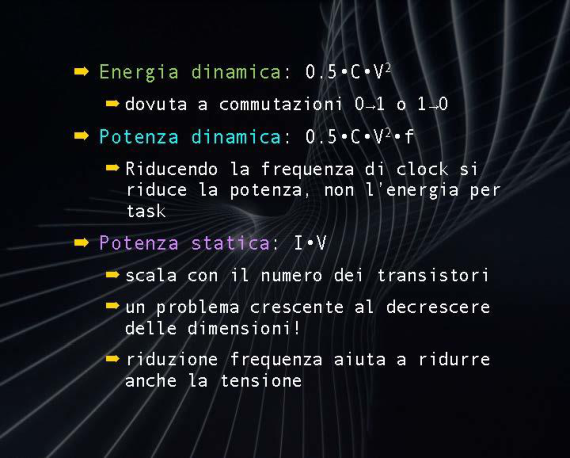 Energia dinamica: 0.5•C•V²
dovuta a commutazioni 0→1 o 1→0
Potenza dinamica: 0.5•C•V²•f
Riducendo la frequenza di clock si
riduce la potenza, non l'energia per
task
Potenza statica: I•V
scala con il numero dei transistori
un problema crescente al decrescere
delle dimensioni!
riduzione frequenza aiuta a ridurre
anche la tensione